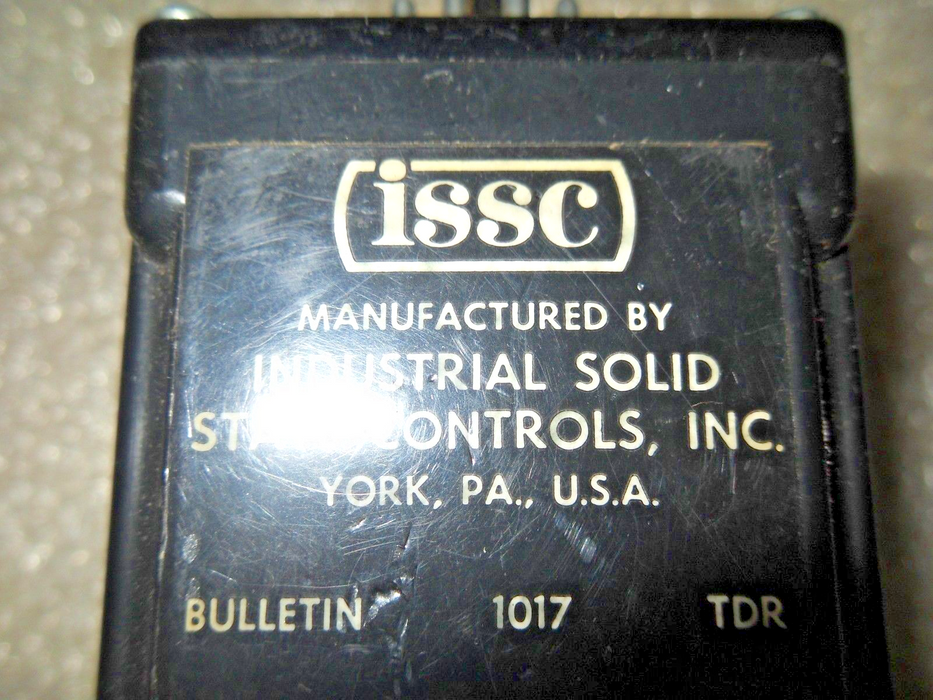 issc
MANUFACTURED BY
INDUSTRIAL SOLID
STATE CONTROLS, INC.
YORK, PA., U.S.A.
BULLETIN 1017 TDR